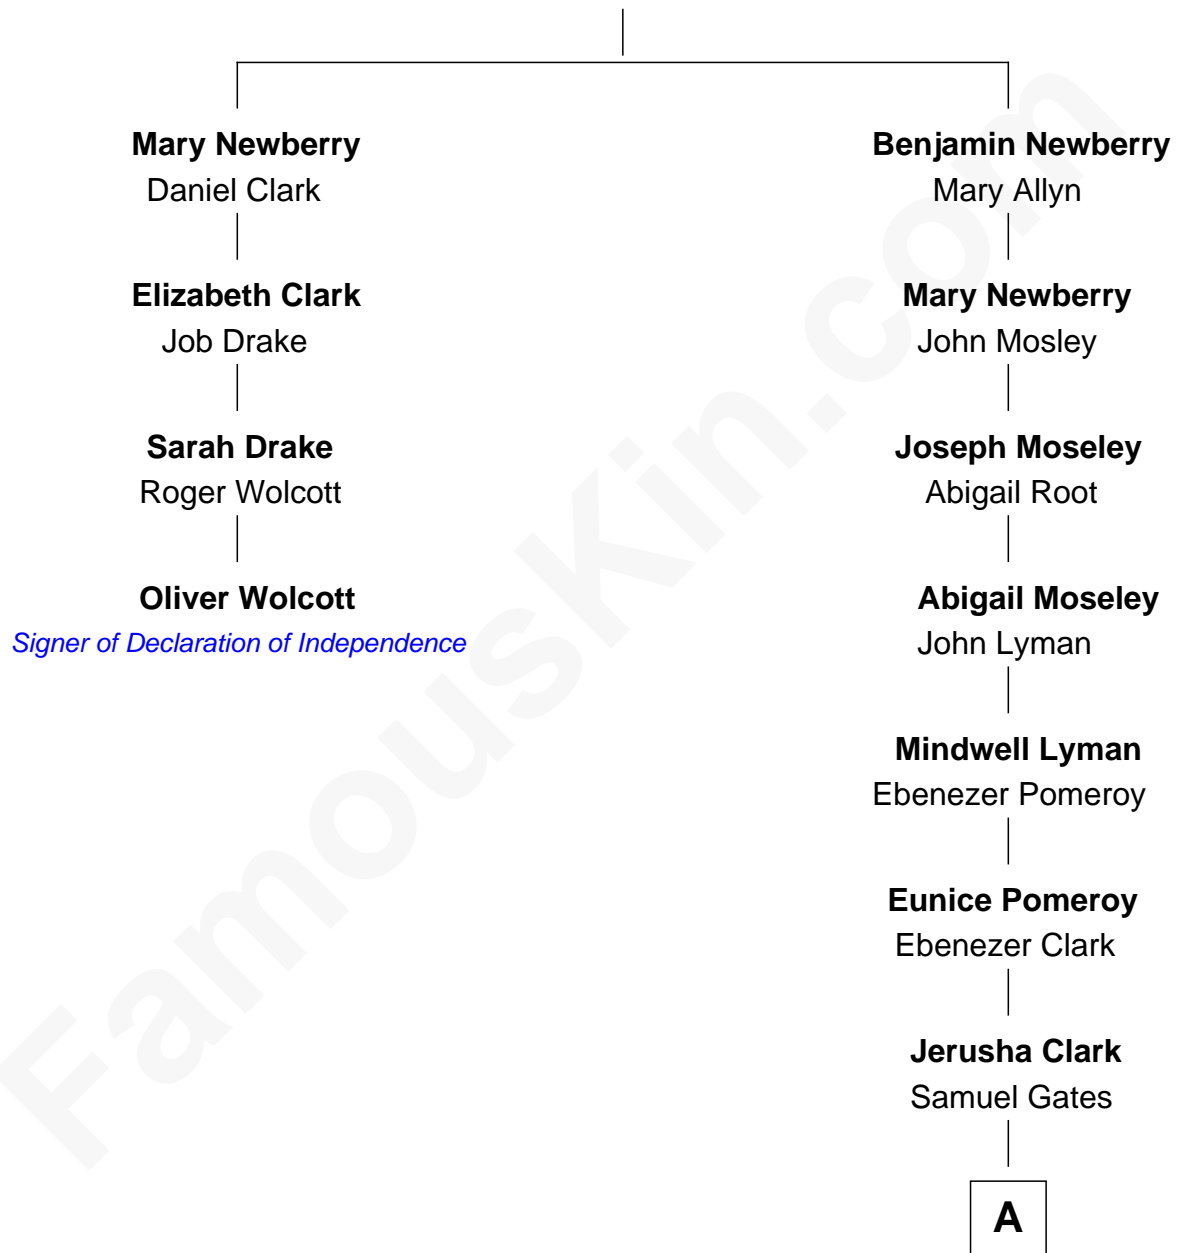 Mary Newberry
Daniel Clark
Elizabeth Clark
Job Drake
Sarah Drake
Roger Wolcott
Oliver Wolcott
Signer of Declaration of Independence
Benjamin Newberry
Mary Allyn
Mary Newberry
John Mosley
Joseph Moseley
Abigail Root
Abigail Moseley
John Lyman
Mindwell Lyman
Ebenezer Pomeroy
Eunice Pomeroy
Ebenezer Clark
Jerusha Clark
Samuel Gates
A
FamousKin.com